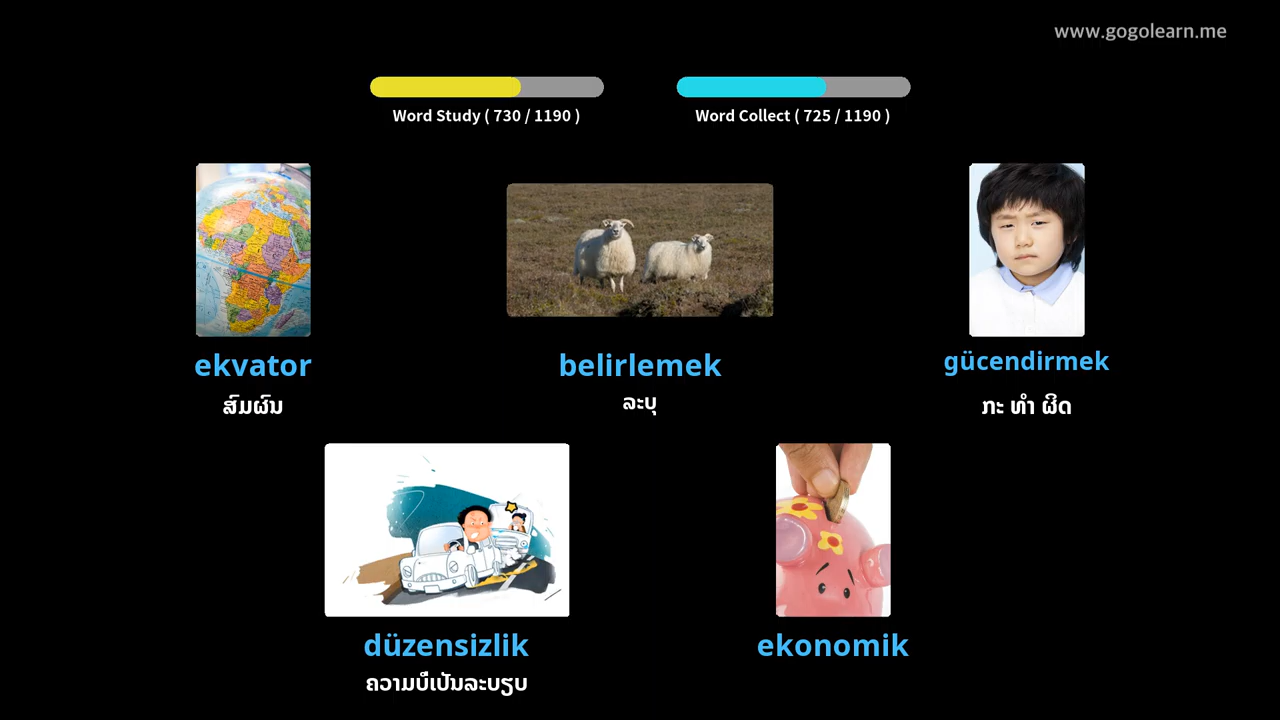 www.gogolearn.me
Word Study ( 730 / 1190 )
Word Collect ( 725 / 1190 )
ekvator
ສົມຜົນ
belirlemek
ລະບຸ
gücendirmek
ກະ ທຳ ຜິດ
düzensizlik
ຄວາມບໍ່ເປັນລະບຽບ
ekonomik